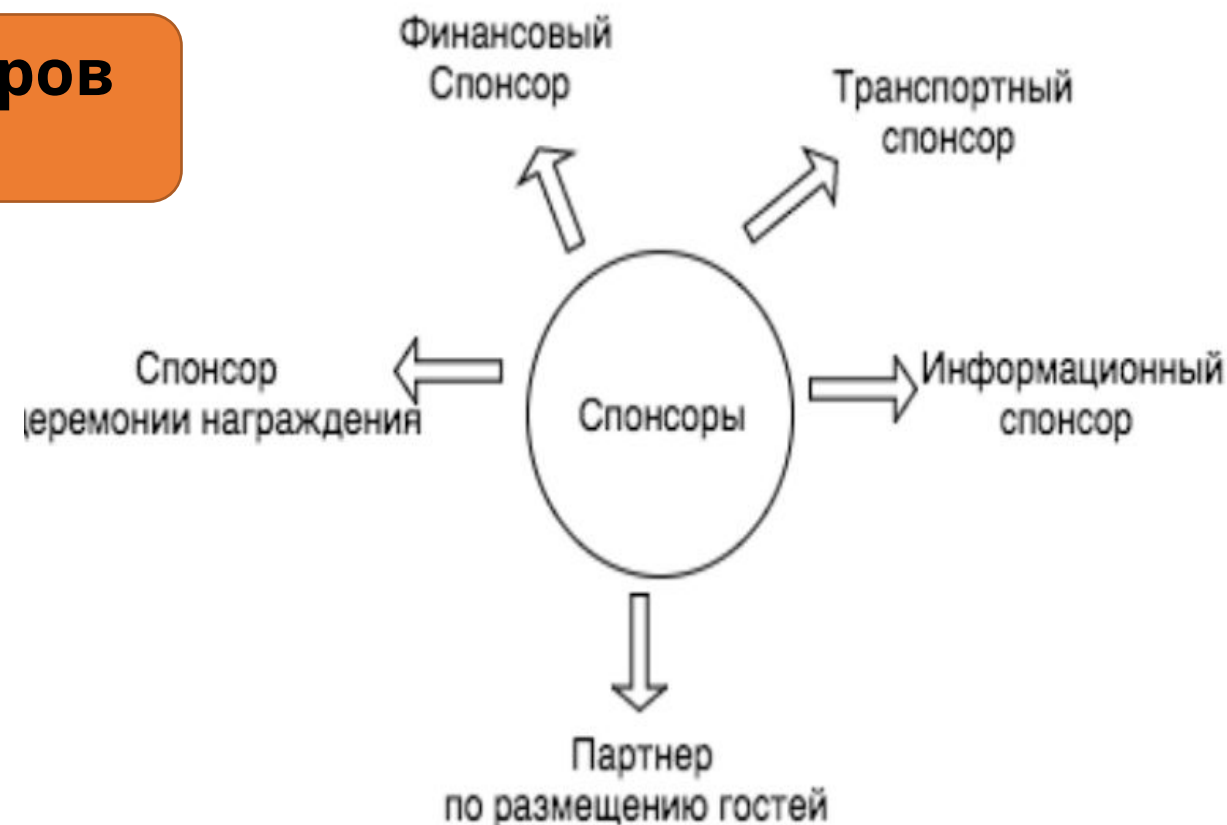 ров
Финансовый
Спонсор
Транспортный
спонсор
Спонсор
церемонии награждения
Спонсоры
Информационный
спонсор
Партнер
по размещению гостей